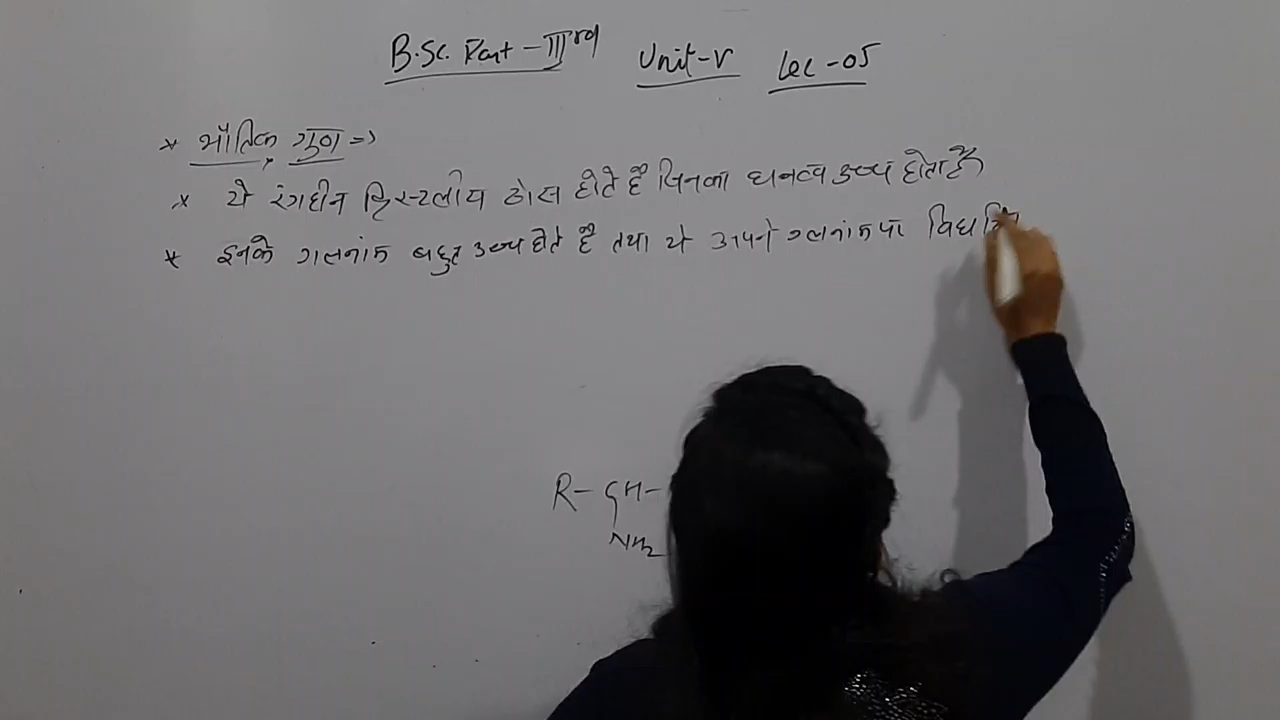 B.Sc. Part - IIIrd Unit-V Lec-05
* भौतिक गुण =>
* ये रंगहीन क्रिस्टलीय ठोस होते हैं जिनका घनत्व उच्च होता है
* इनके गलनांक बहुत उच्च होते हैं तथा ये अपने गलनांक पर
R- CH-
NH2